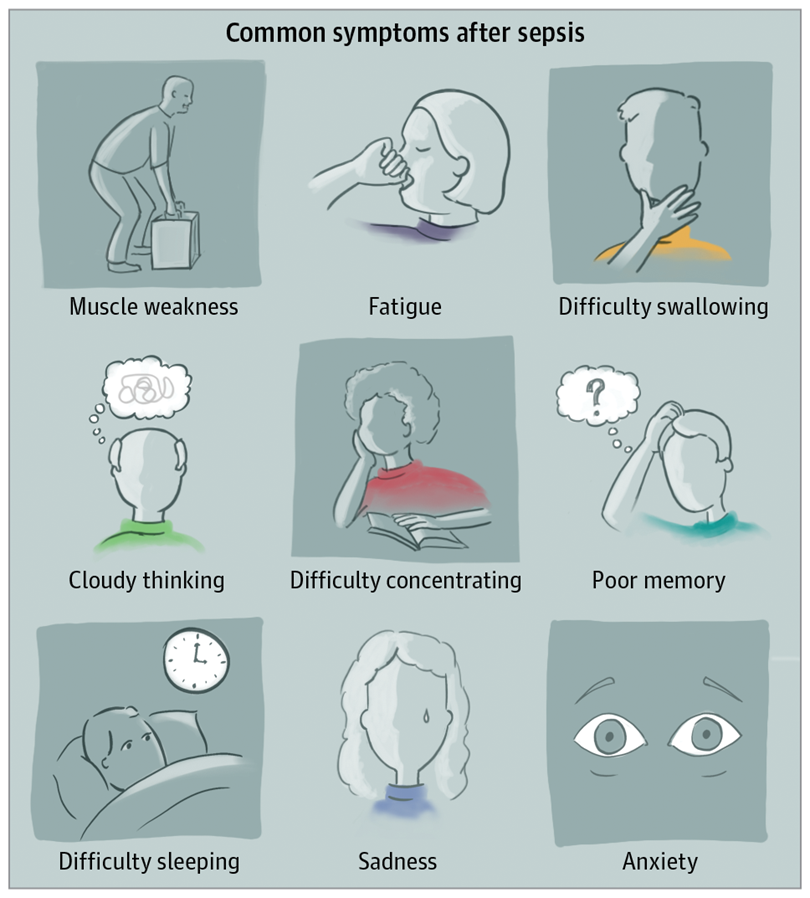 Common symptoms after sepsis
Muscle weakness
Fatigue
Difficulty swallowing
?
Cloudy thinking
Difficulty concentrating
Poor memory
Difficulty sleeping
Sadness
Anxiety